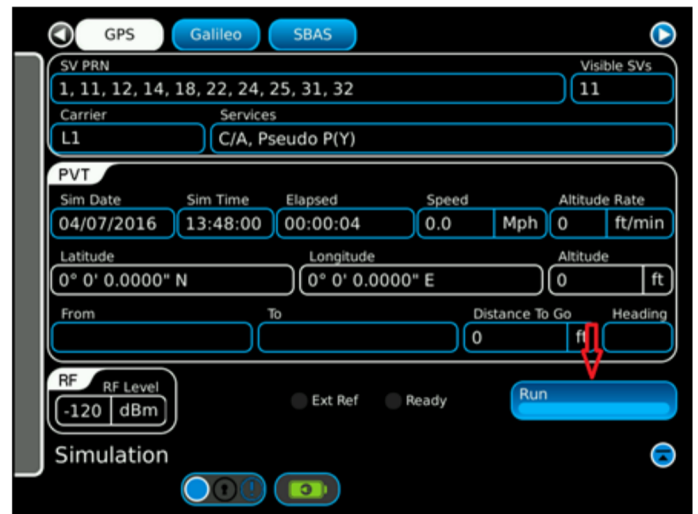 GPS Galileo SBAS
SV PRN Visible SVs
1, 11, 12, 14, 18, 22, 24, 25, 31, 32 11
Carrier Services
L1 C/A, Pseudo P(Y)
PVT
Sim Date Sim Time Elapsed Speed Altitude Rate
04/07/2016 13:48:00 00:00:04 0.0 Mph 0 ft/min
Latitude Longitude Altitude
0° 0' 0.0000" N 0° 0' 0.0000" E 0 ft
From To Distance To Go Heading
0 ft
RF RF Level
-120 dBm Ext Ref Ready Run
Simulation